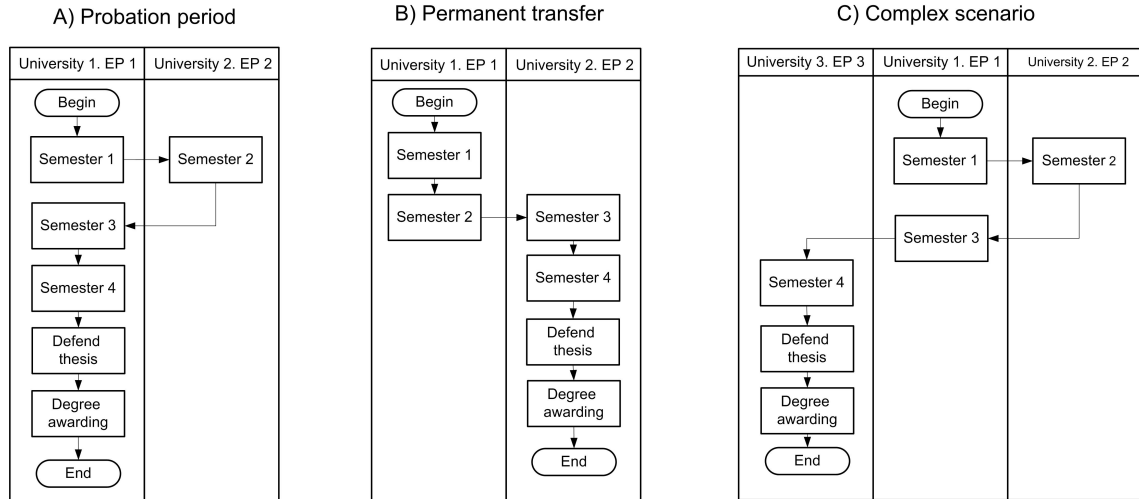 A) Probation period
University 1. EP 1
University 2. EP 2
Begin
Semester 1
Semester 2
Semester 3
Semester 4
Defend
thesis
Degree
awarding
End
B) Permanent transfer
University 1. EP 1
University 2. EP 2
Begin
Semester 1
Semester 2
Semester 3
Semester 4
Defend
thesis
Degree
awarding
End
C) Complex scenario
University 3. EP 3
University 1. EP 1
University 2. EP 2
Begin
Semester 1
Semester 2
Semester 3
Semester 4
Defend
thesis
Degree
awarding
End